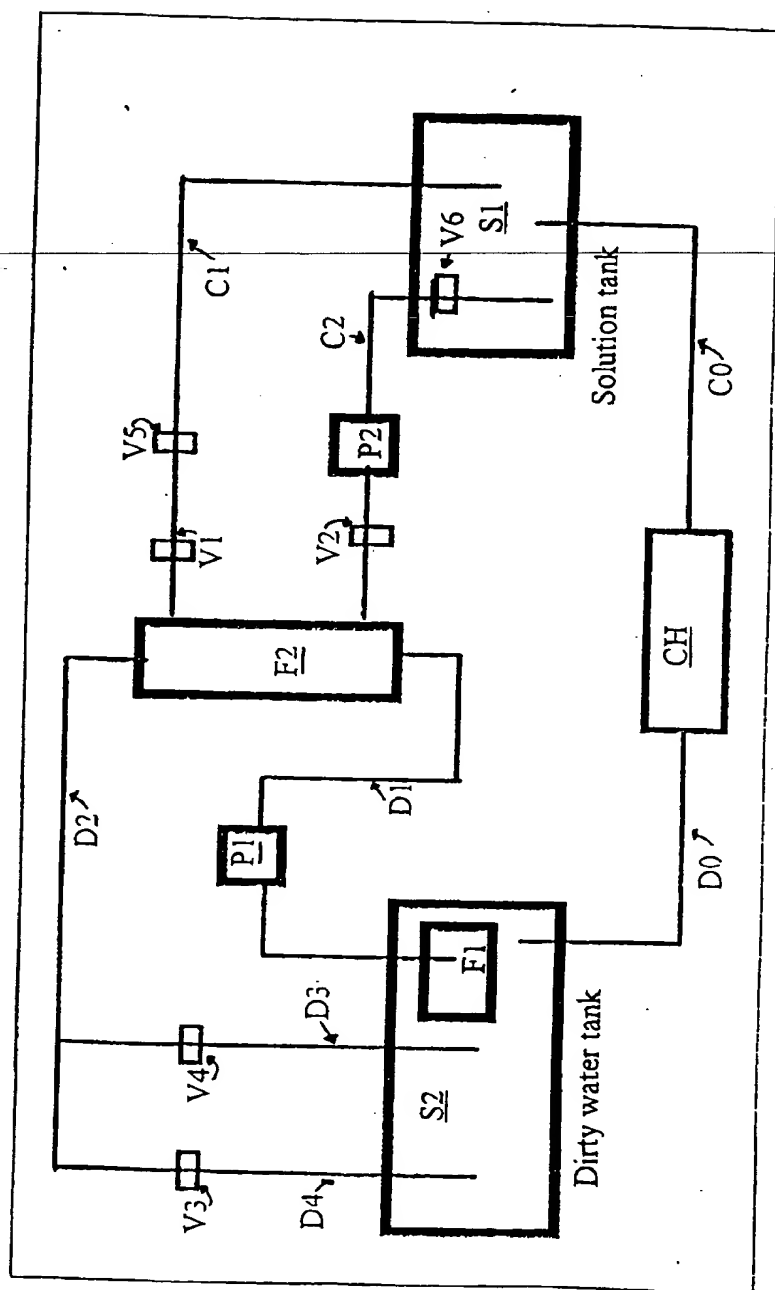 D2
C1
V5
V1
C2
V3
V4
P1
F2
V2
P2
V6
S1
D1
D4
D3
S2
F1
Solution tank
Dirty water tank
D0
CH
C0